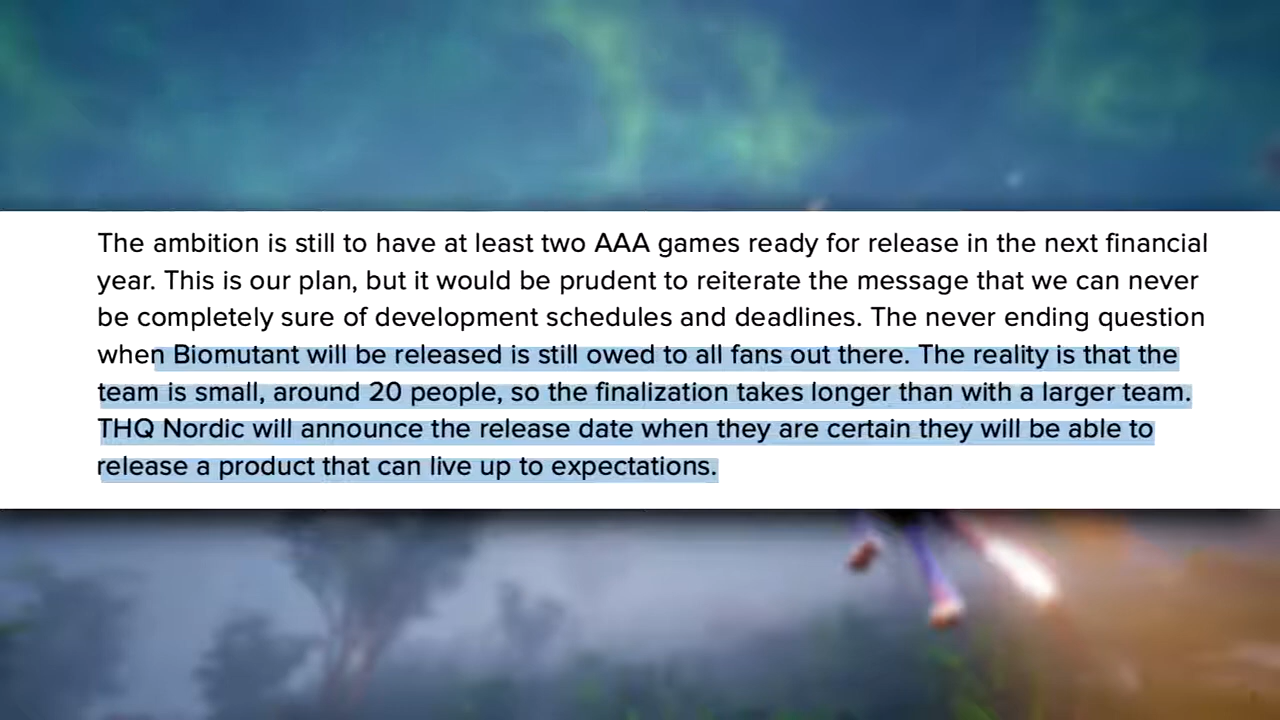 The ambition is still to have at least two AAA games ready for release in the next financial
year. This is our plan, but it would be prudent to reiterate the message that we can never
be completely sure of development schedules and deadlines. The never ending question
when Biomutant will be released is still owed to all fans out there. The reality is that the
team is small, around 20 people, so the finalization takes longer than with a larger team.
THQ Nordic will announce the release date when they are certain they will be able to
release a product that can live up to expectations.